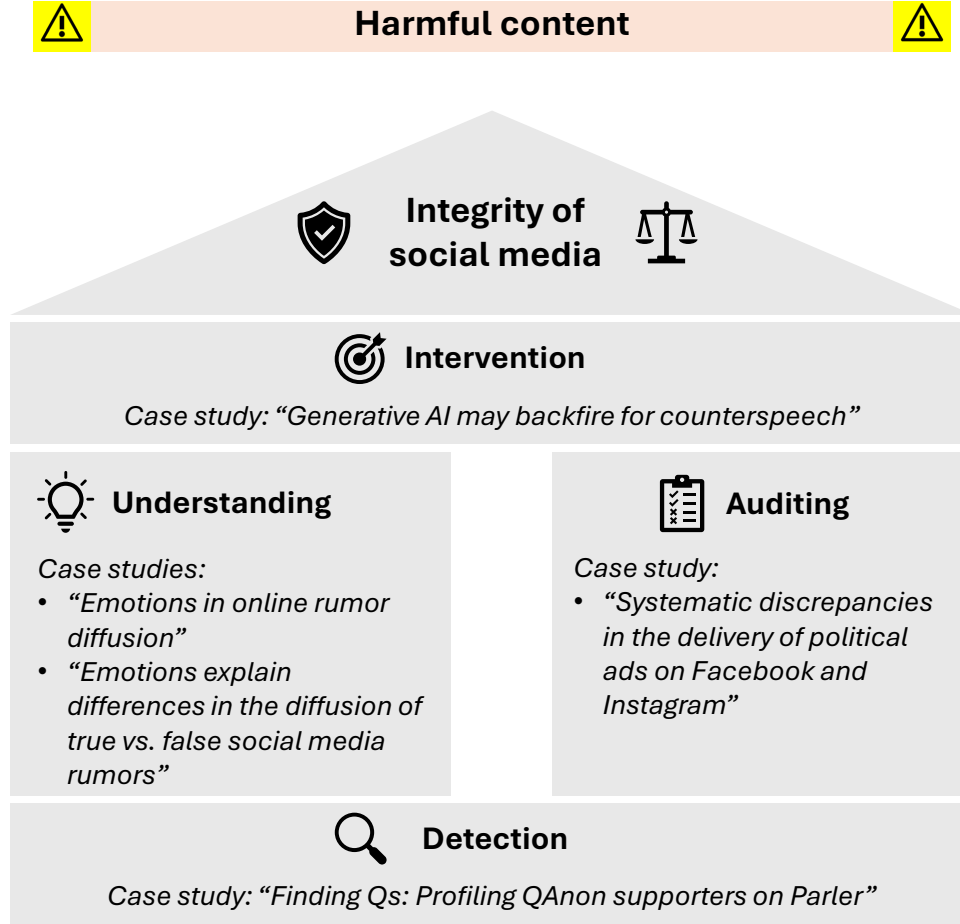 Harmful content
Integrity of
social media
Intervention
Case study: “Generative AI may backfire for counterspeech”
Understanding
Case studies:
• “Emotions in online rumor
diffusion”
• “Emotions explain
differences in the diffusion of
true vs. false social media
rumors”
Auditing
Case study:
• “Systematic discrepancies
in the delivery of political
ads on Facebook and
Instagram”
Detection
Case study: “Finding Qs: Profiling QAnon supporters on Parler”